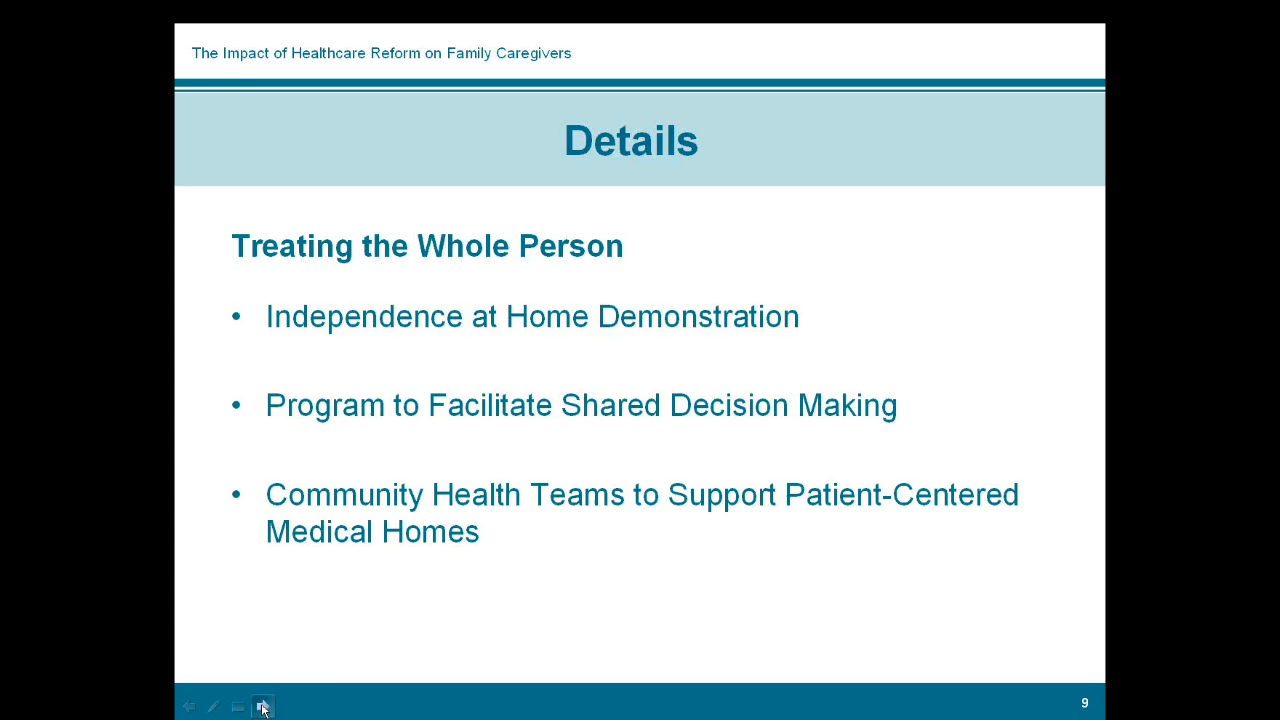 The Impact of Healthcare Reform on Family Caregivers
Details
Treating the Whole Person
• Independence at Home Demonstration
• Program to Facilitate Shared Decision Making
• Community Health Teams to Support Patient-Centered
Medical Homes
9